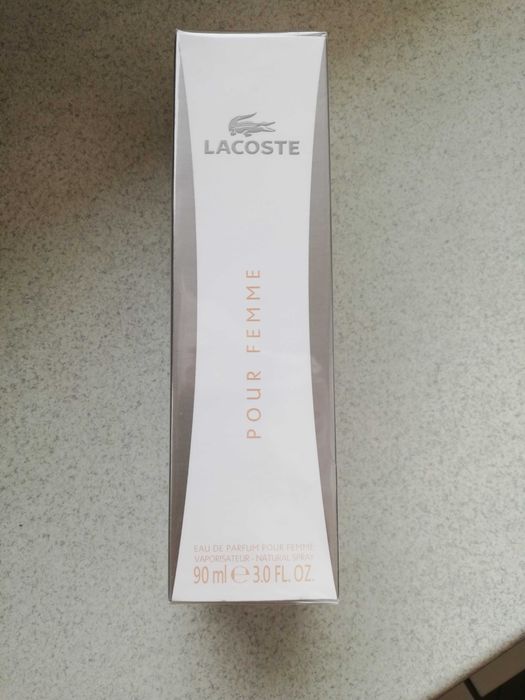 LACOSTE
POUR FEMME
EAU DE PARFUM POUR FEMME
VAPORISATEUR - NATURAL SPRAY
90 ml ℮ 3.0 FL. OZ.